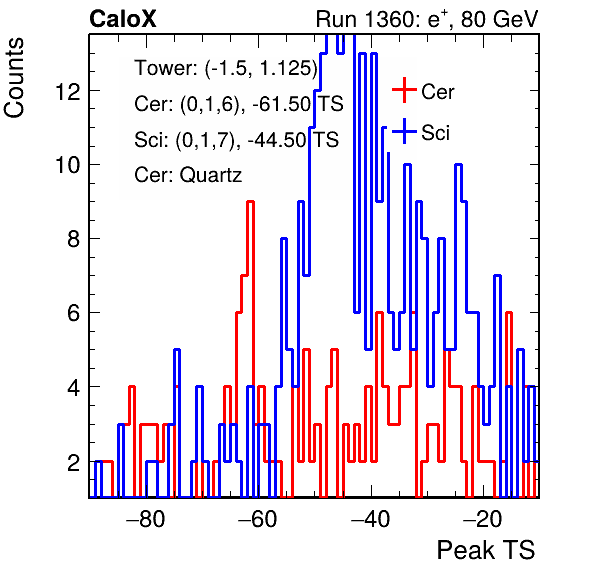 CaloX Run 1360: e⁺, 80 GeV
Counts
Tower: (-1.5, 1.125)
Cer: (0,1,6), -61.50 TS
Sci: (0,1,7), -44.50 TS
Cer: Quartz
Cer
Sci
12
10
8
6
4
2
−80 −60 −40 −20
Peak TS